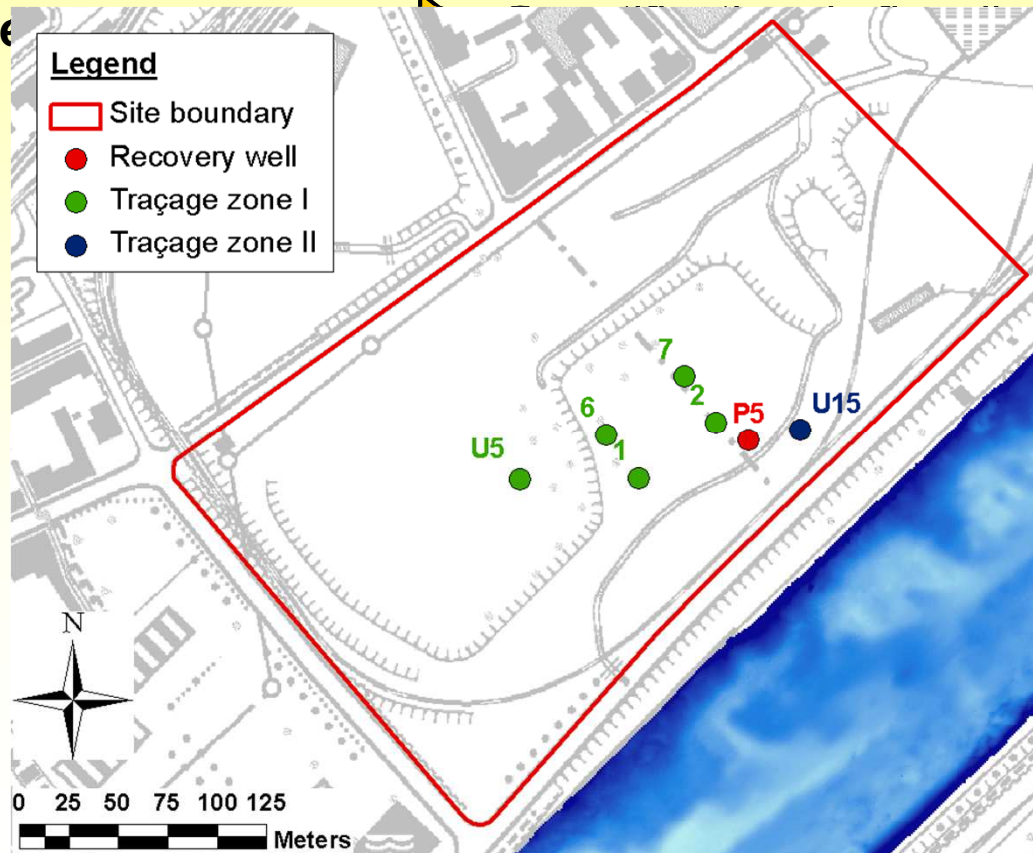 Legend
Site boundary
Recovery well
Traçage zone I
Traçage zone II
7
2
P5
U15
6
1
U5
N
0 25 50 75 100 125
Meters